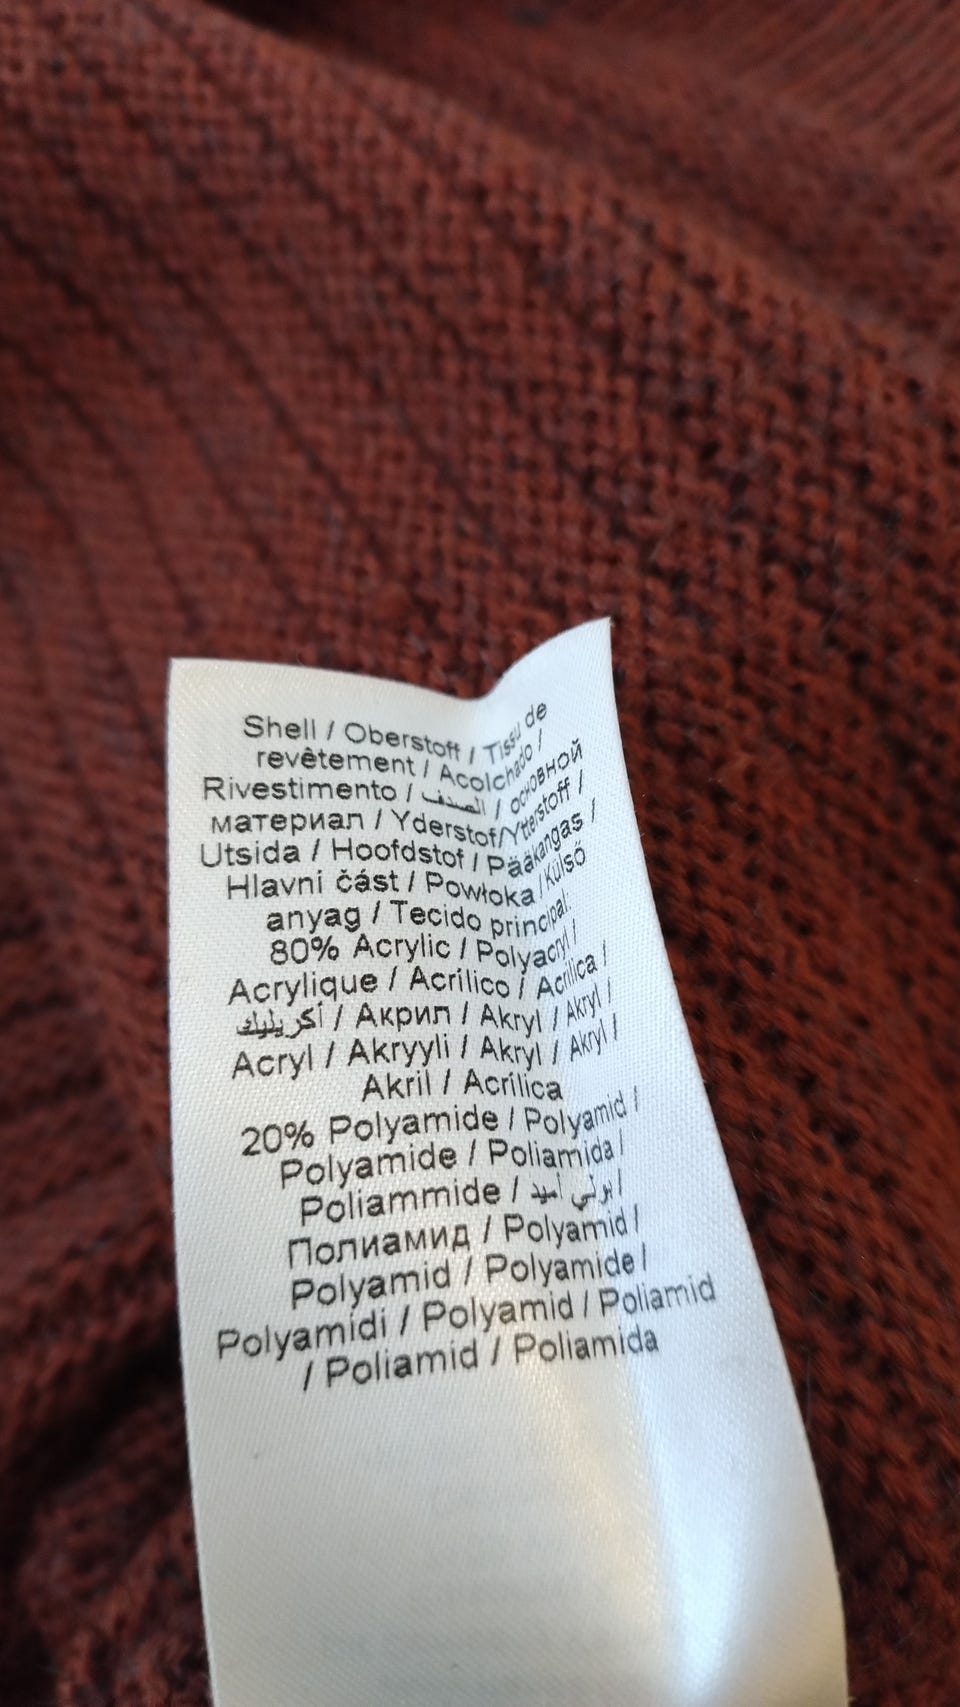 Shell / Oberstoff / Tissu de
revêtement / Acolchado /
Rivestimento / الصدف / основной
материал / Yderstof/Ytterstoff /
Utsida / Hoofdstof / Pääkangas /
Hlavní část / Powłoka / Külső
anyag / Tecido principal:
80% Acrylic / Polyacryl /
Acrylique / Acrílico / Acrilica /
أكريليك / Акрил / Akryl / Akryl /
Acryl / Akryyli / Akryl / Akryl /
Akril / Acrílica
20% Polyamide / Polyamid /
Polyamide / Poliamida /
Poliammide / بولي أميد /
Полиамид / Polyamid /
Polyamid / Polyamide /
Polyamidi / Polyamid / Poliamid
/ Poliamid / Poliamida